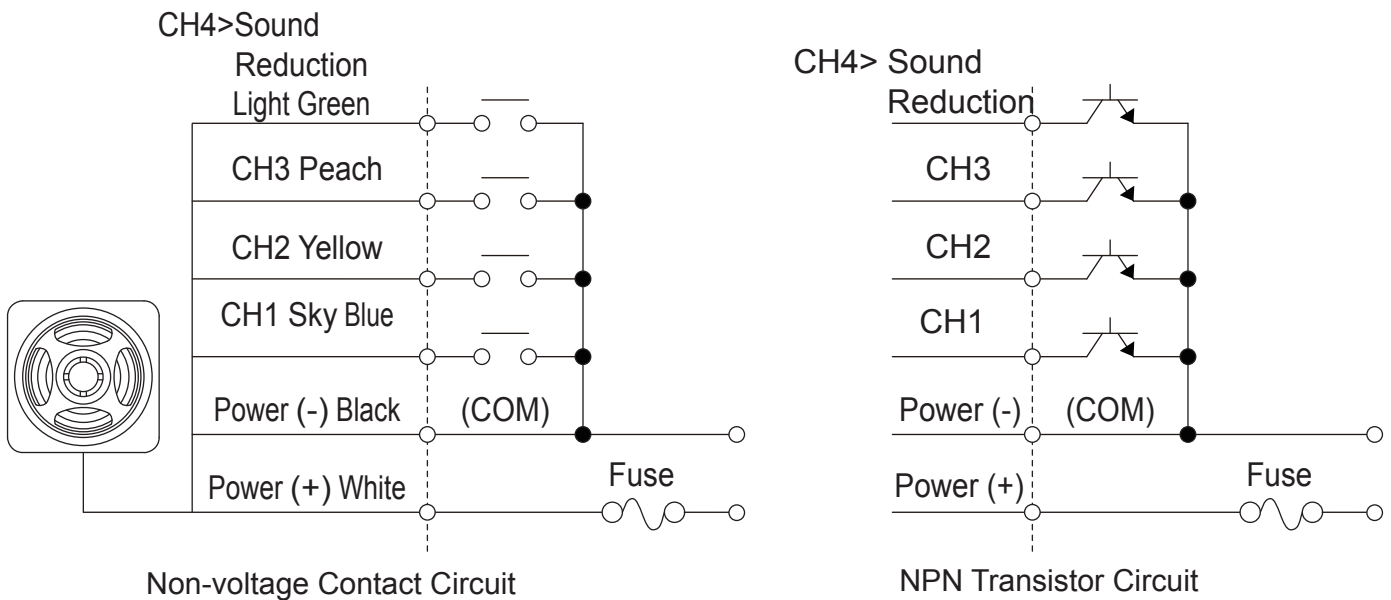 CH4>Sound
Reduction
Light Green
CH3 Peach
CH2 Yellow
CH1 Sky Blue
Power (-) Black (COM)
Power (+) White
Fuse
Non-voltage Contact Circuit
CH4> Sound
Reduction
CH3
CH2
CH1
Power (-) (COM)
Power (+)
Fuse
NPN Transistor Circuit